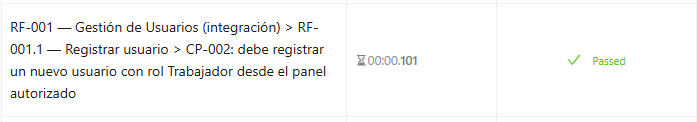 RF-001 — Gestión de Usuarios (integración) > RF-
001.1 — Registrar usuario > CP-002: debe registrar
un nuevo usuario con rol Trabajador desde el panel
autorizado
00:00.101
Passed